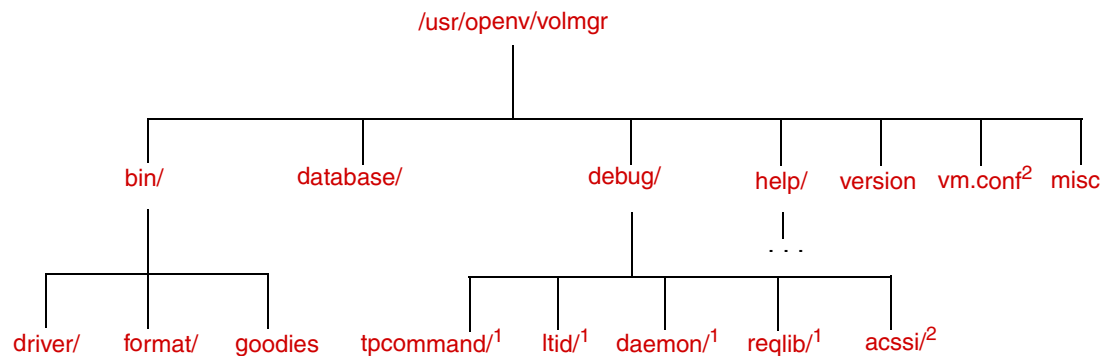 /usr/openv/volmgr
bin/ database/ debug/ help/ version vm.conf² misc
. . .
driver/ format/ goodies tpcommand/¹ ltid/¹ daemon/¹ reqlib/¹ acssi/²